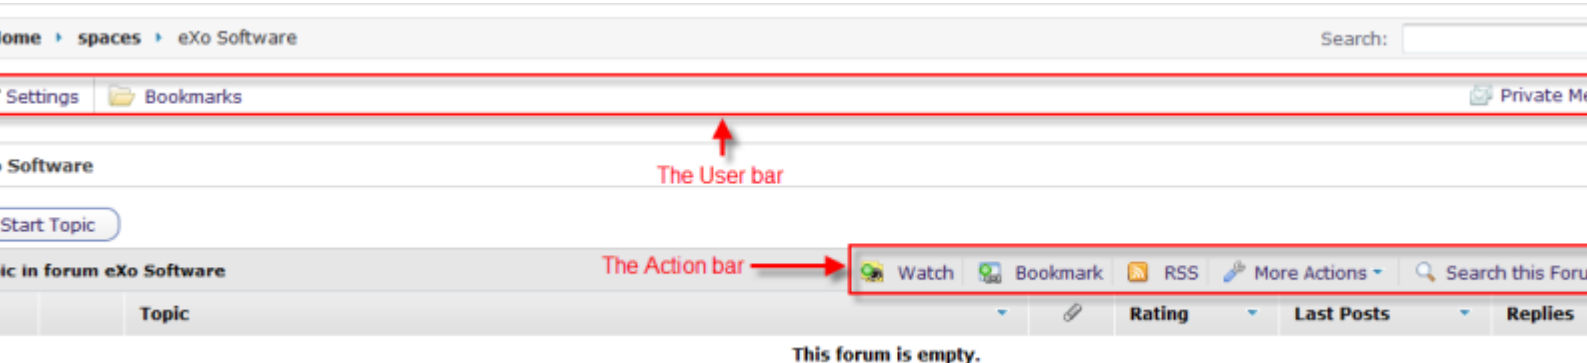 ome spaces eXo Software Search:
Settings Bookmarks Private Me
The User bar
Software
Start Topic
ic in forum eXo Software The Action bar Watch Bookmark RSS More Actions Search this Foru
Topic Rating Last Posts Replies
This forum is empty.